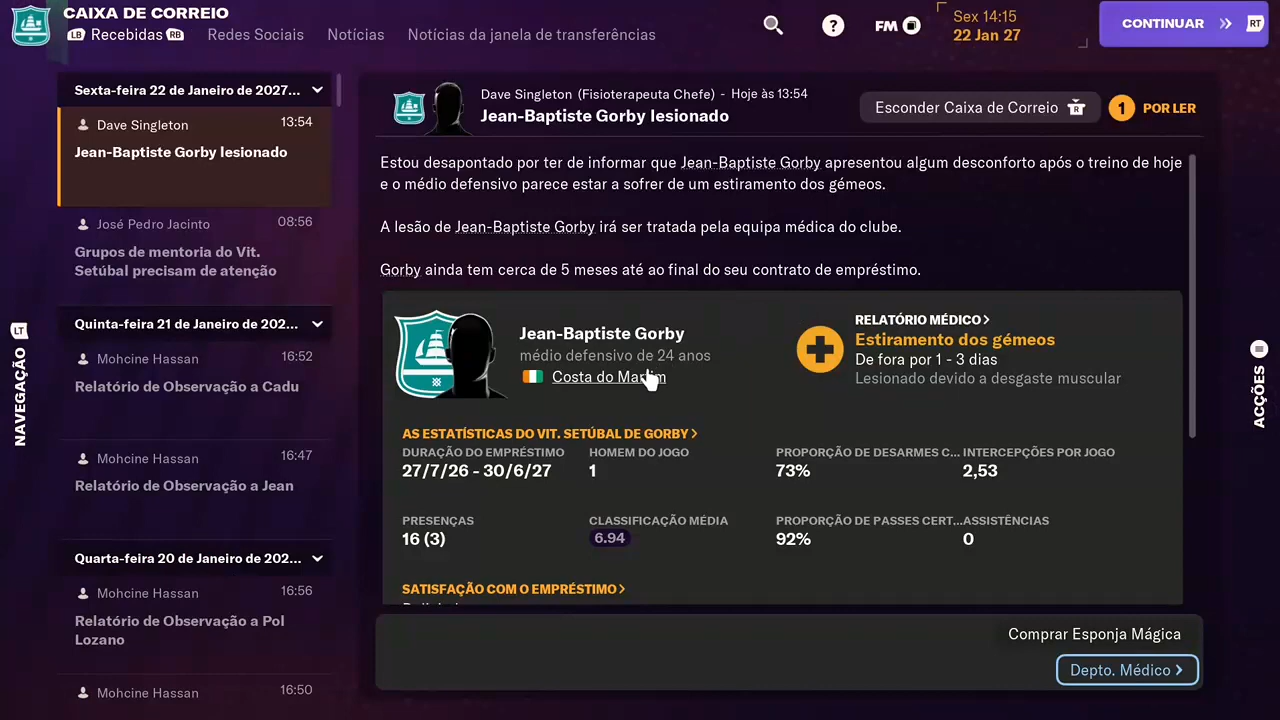 CAIXA DE CORREIO
LB Recebidas RB Redes Sociais Notícias Notícias da janela de transferências
FM
Sex 14:15
22 Jan 27
CONTINUAR RT
Sexta-feira 22 de Janeiro de 2027...
Dave Singleton 13:54
Jean-Baptiste Gorby lesionado
José Pedro Jacinto 08:56
Grupos de mentoria do Vit.
Setúbal precisam de atenção
Quinta-feira 21 de Janeiro de 202...
Mohcine Hassan 16:52
Relatório de Observação a Cadu
Mohcine Hassan 16:47
Relatório de Observação a Jean
Quarta-feira 20 de Janeiro de 202...
Mohcine Hassan 16:56
Relatório de Observação a Pol
Lozano
Mohcine Hassan 16:50
LT
NAVEGAÇÃO
Dave Singleton (Fisioterapeuta Chefe) - Hoje às 13:54
Jean-Baptiste Gorby lesionado
Esconder Caixa de Correio R
1 POR LER
Estou desapontado por ter de informar que Jean-Baptiste Gorby apresentou algum desconforto após o treino de hoje
e o médio defensivo parece estar a sofrer de um estiramento dos gémeos.
A lesão de Jean-Baptiste Gorby irá ser tratada pela equipa médica do clube.
Gorby ainda tem cerca de 5 meses até ao final do seu contrato de empréstimo.
Jean-Baptiste Gorby
médio defensivo de 24 anos
Costa do Marfim
RELATÓRIO MÉDICO
Estiramento dos gémeos
De fora por 1 - 3 dias
Lesionado devido a desgaste muscular
AS ESTATÍSTICAS DO VIT. SETÚBAL DE GORBY
DURAÇÃO DO EMPRÉSTIMO HOMEM DO JOGO PROPORÇÃO DE DESARMES C... INTERCEPÇÕES POR JOGO
27/7/26 - 30/6/27 1 73% 2,53
PRESENÇAS CLASSIFICAÇÃO MÉDIA PROPORÇÃO DE PASSES CERT... ASSISTÊNCIAS
16 (3) 6.94 92% 0
SATISFAÇÃO COM O EMPRÉSTIMO
Comprar Esponja Mágica
Depto. Médico
ACÇÕES